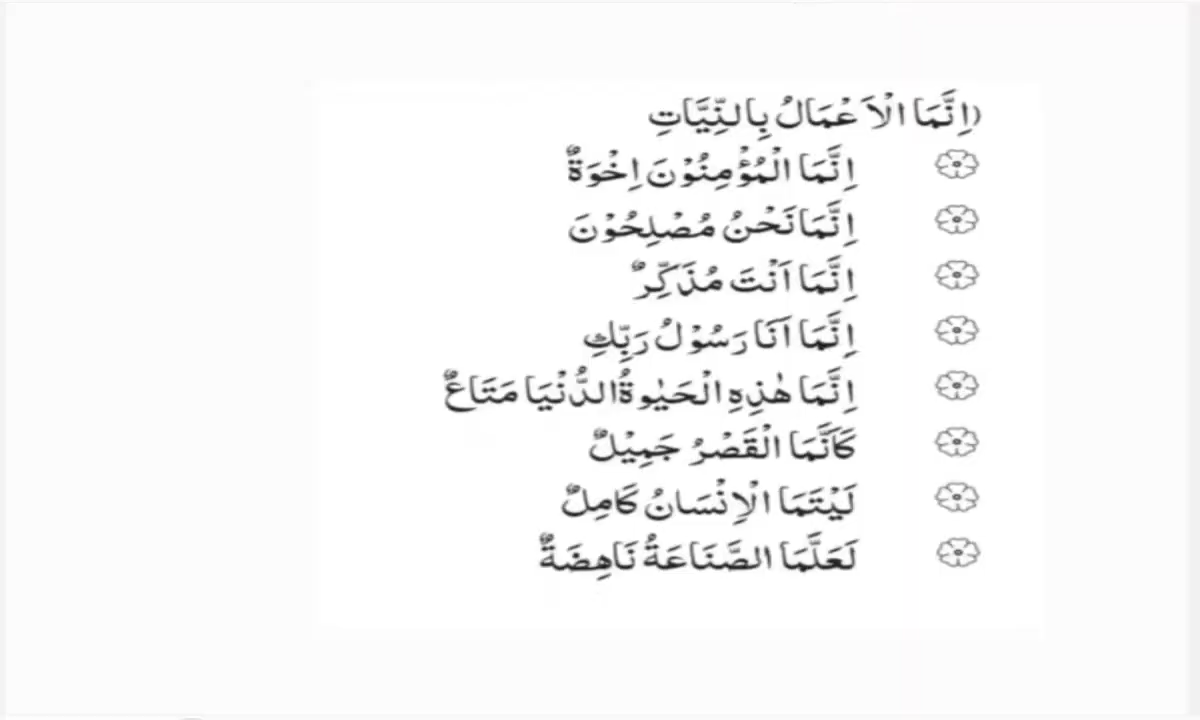 (اِنَّمَا الْاَعْمَالُ بِالنِّيَّاتِ
اِنَّمَا الْمُؤْمِنُوْنَ اِخْوَةٌ
اِنَّمَا نَحْنُ مُصْلِحُوْنَ
اِنَّمَا اَنْتَ مُذَكِّرٌ
اِنَّمَا اَنَا رَسُوْلُ رَبِّكِ
اِنَّمَا هٰذِهِ الْحَيٰوةُ الدُّنْيَا مَتَاعٌ
كَاَنَّمَا الْقَصْرُ جَمِيْلٌ
لَيْتَمَا الْاِنْسَانُ كَامِلٌ
لَعَلَّمَا الصَّنَاعَةُ نَاهِضَةٌ